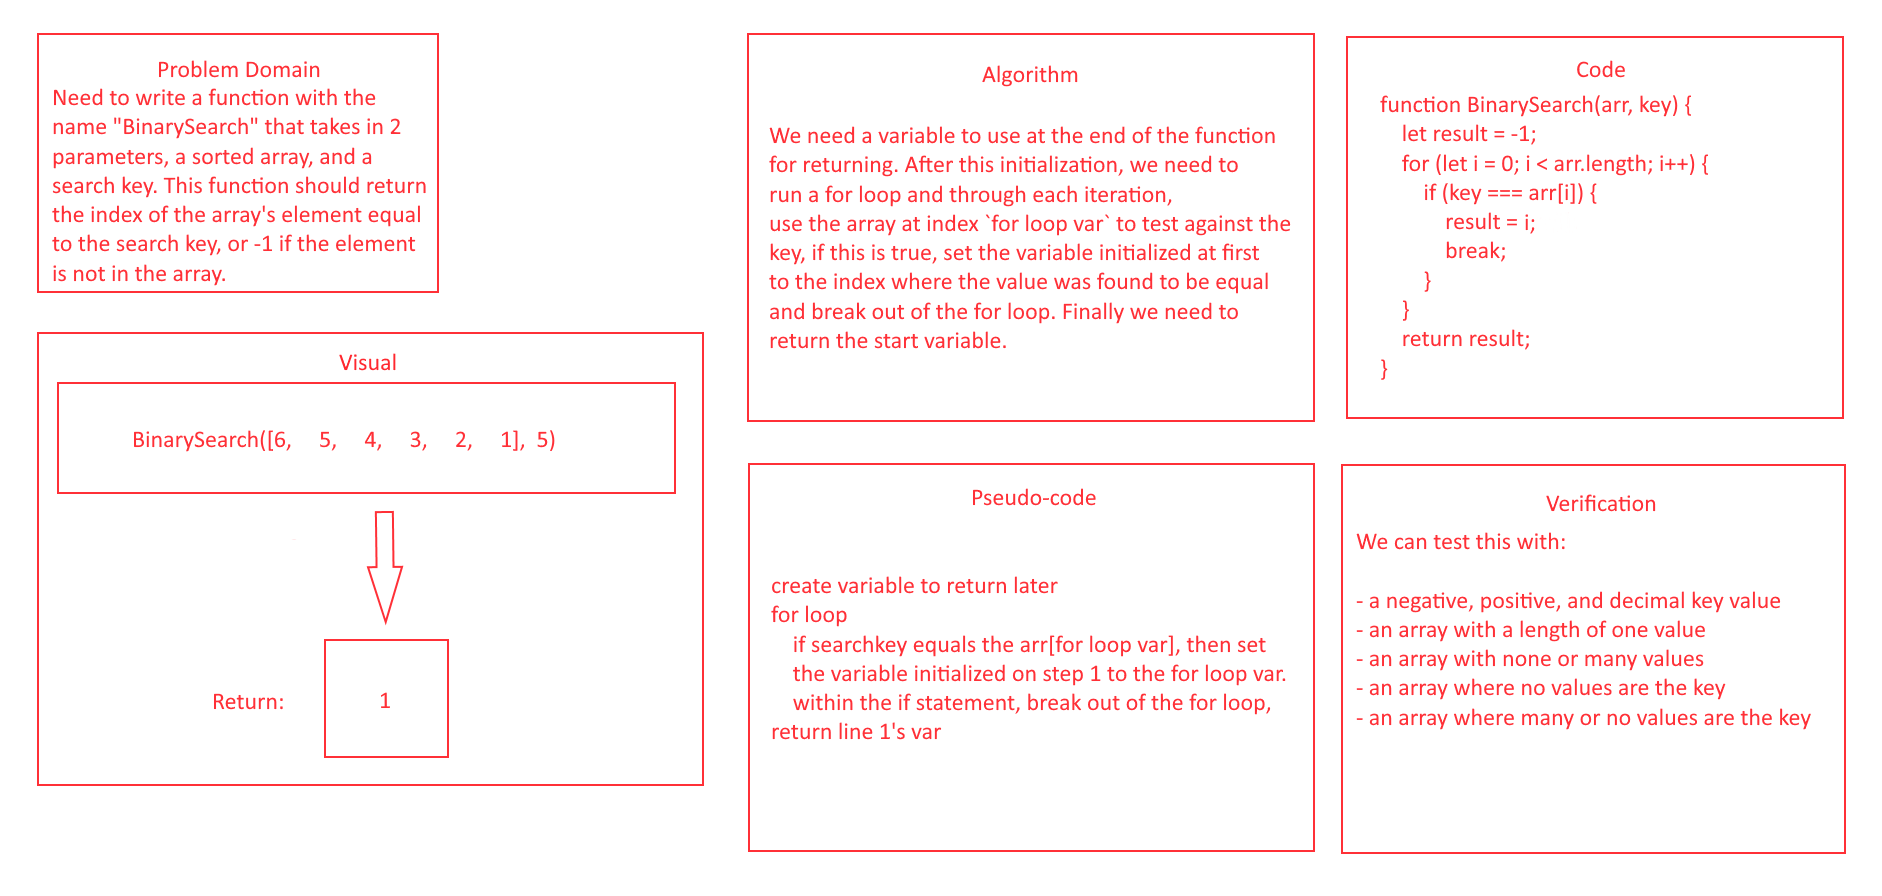 Problem Domain
Need to write a function with the
name "BinarySearch" that takes in 2
parameters, a sorted array, and a
search key. This function should return
the index of the array's element equal
to the search key, or -1 if the element
is not in the array.
Visual
BinarySearch([6, 5, 4, 3, 2, 1], 5)
Return: 1
Algorithm
We need a variable to use at the end of the function
for returning. After this initialization, we need to
run a for loop and through each iteration,
use the array at index `for loop var` to test against the
key, if this is true, set the variable initialized at first
to the index where the value was found to be equal
and break out of the for loop. Finally we need to
return the start variable.
Pseudo-code
create variable to return later
for loop
    if searchkey equals the arr[for loop var], then set
    the variable initialized on step 1 to the for loop var.
    within the if statement, break out of the for loop,
return line 1's var
Code
function BinarySearch(arr, key) {
    let result = -1;
    for (let i = 0; i < arr.length; i++) {
        if (key === arr[i]) {
            result = i;
            break;
        }
    }
    return result;
}
Verification
We can test this with:
- a negative, positive, and decimal key value
- an array with a length of one value
- an array with none or many values
- an array where no values are the key
- an array where many or no values are the key